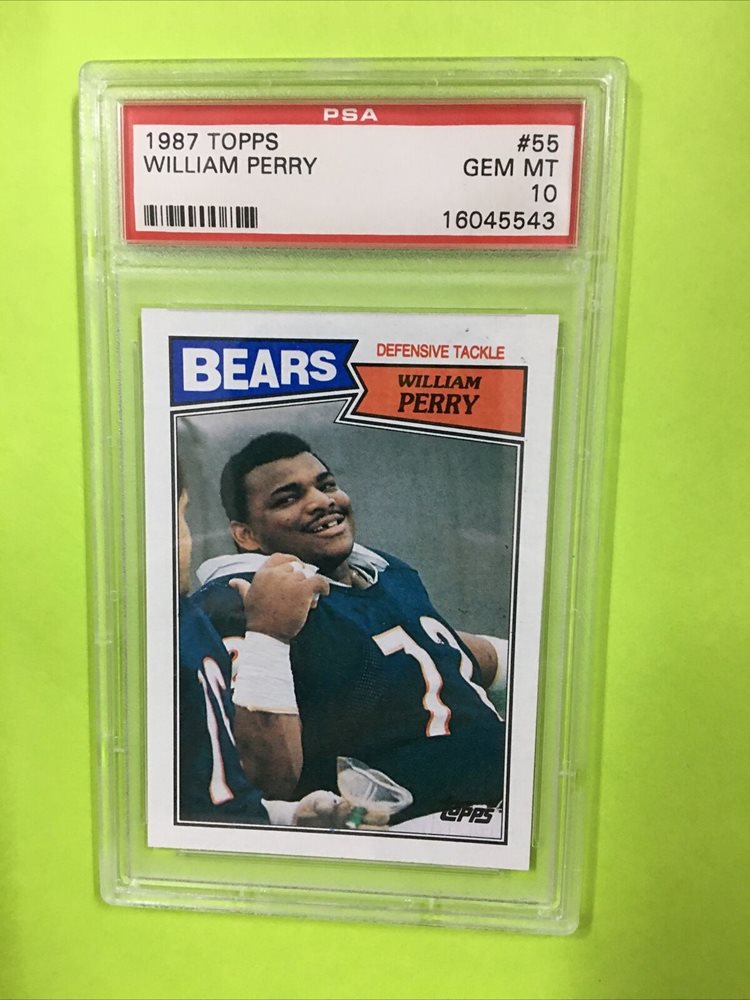 PSA
1987 TOPPS #55
WILLIAM PERRY GEM MT
10
16045543
BEARS
DEFENSIVE TACKLE
WILLIAM
PERRY
72
TOPPS